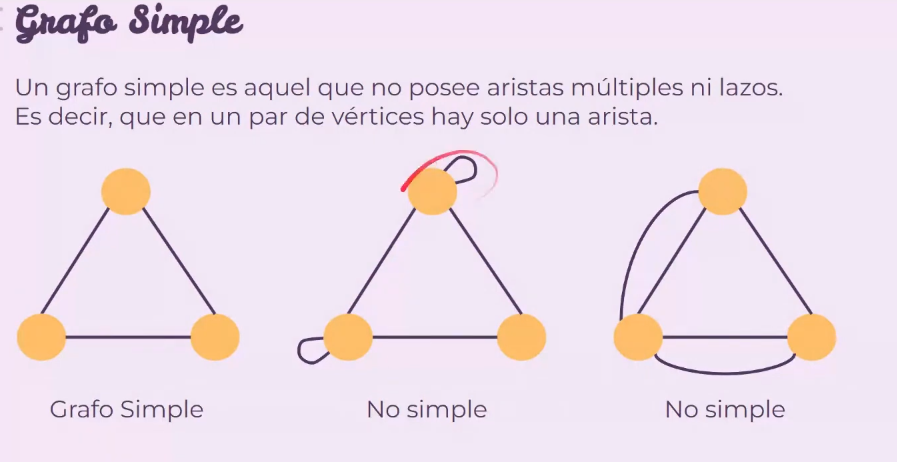 Grafo Simple
Un grafo simple es aquel que no posee aristas múltiples ni lazos.
Es decir, que en un par de vértices hay solo una arista.
Grafo Simple
No simple
No simple